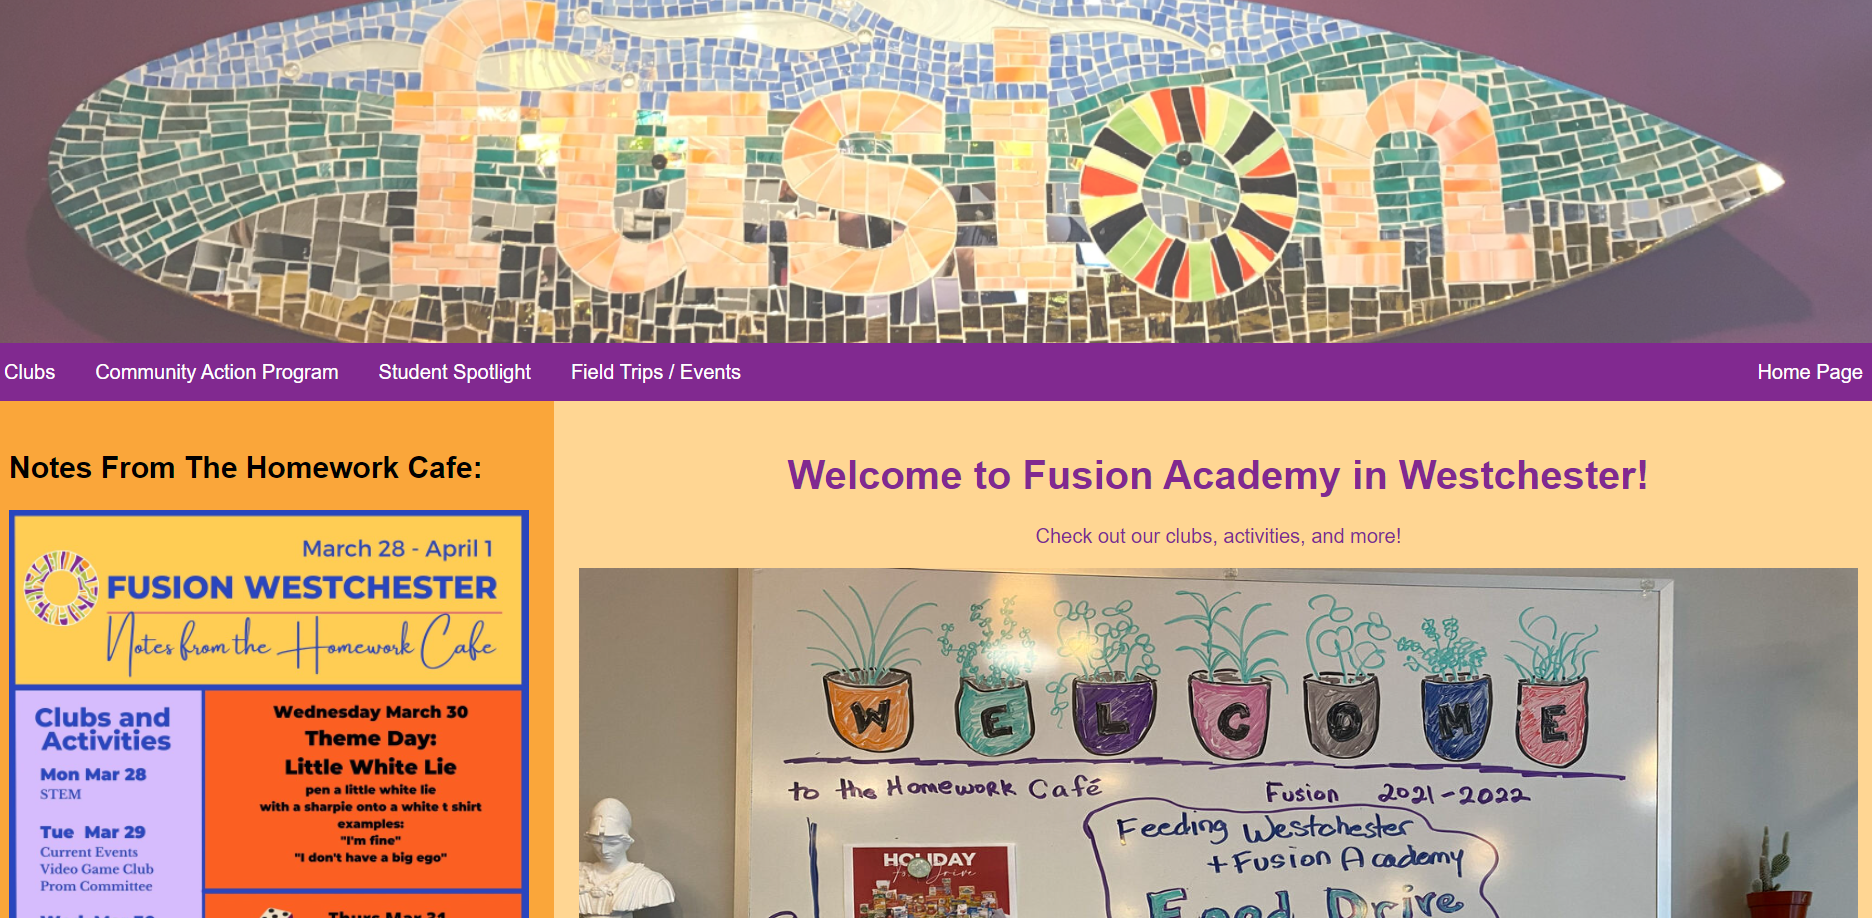 fusion
Clubs
Community Action Program
Student Spotlight
Field Trips / Events
Home Page
Notes From The Homework Cafe:
March 28 - April 1
FUSION WESTCHESTER
Notes from the Homework Cafe
Clubs and
Activities
Mon Mar 28
STEM
Tue Mar 29
Current Events
Video Game Club
Prom Committee
Wednesday March 30
Theme Day:
Little White Lie
pen a little white lie
with a sharpie onto a white t shirt
examples:
"I'm fine"
"I don't have a big ego"
Thurs Mar 31
Welcome to Fusion Academy in Westchester!
Check out our clubs, activities, and more!
WELCOME
to the Homework Café
Fusion 2021-2022
Feeding Westchester
+ Fusion Academy
Food Drive
HOLIDAY
Food Drive